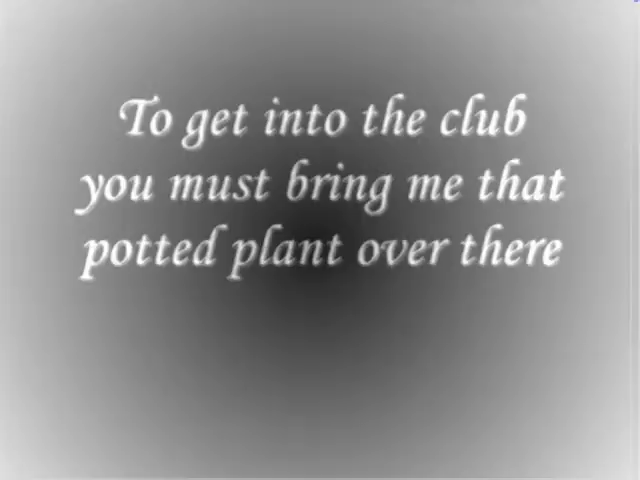 To get into the club
you must bring me that
potted plant over there